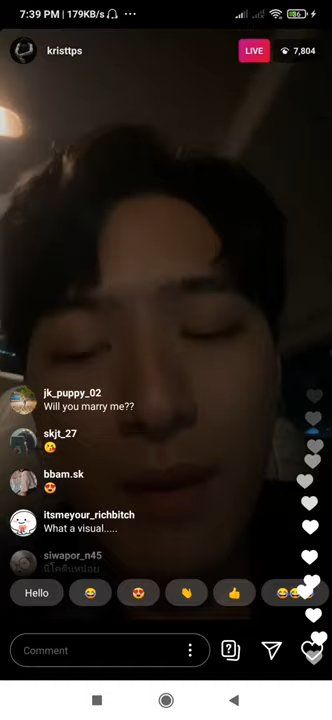 7:39 PM | 179KB/s
86
kristtps
LIVE
7,804
jk_puppy_02
Will you marry me??
skjt_27
bbam.sk
itsmeyour_richbitch
What a visual.....
siwapor_n45
Hello
Comment